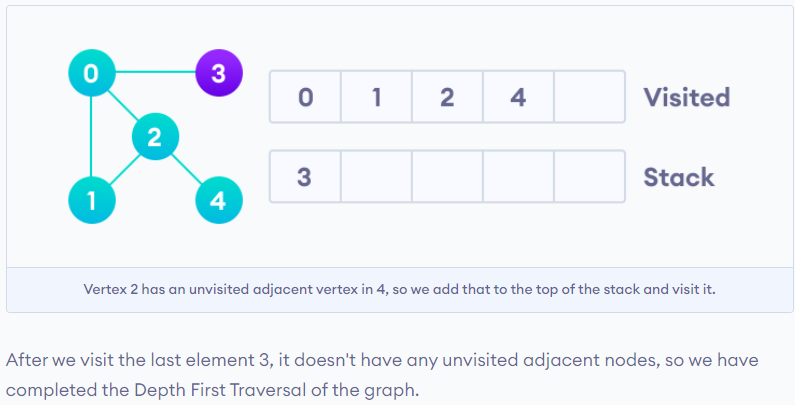 0 3 0 1 2 4 Visited
2
3 Stack
1 4
Vertex 2 has an unvisited adjacent vertex in 4, so we add that to the top of the stack and visit it.
After we visit the last element 3, it doesn't have any unvisited adjacent nodes, so we have
completed the Depth First Traversal of the graph.